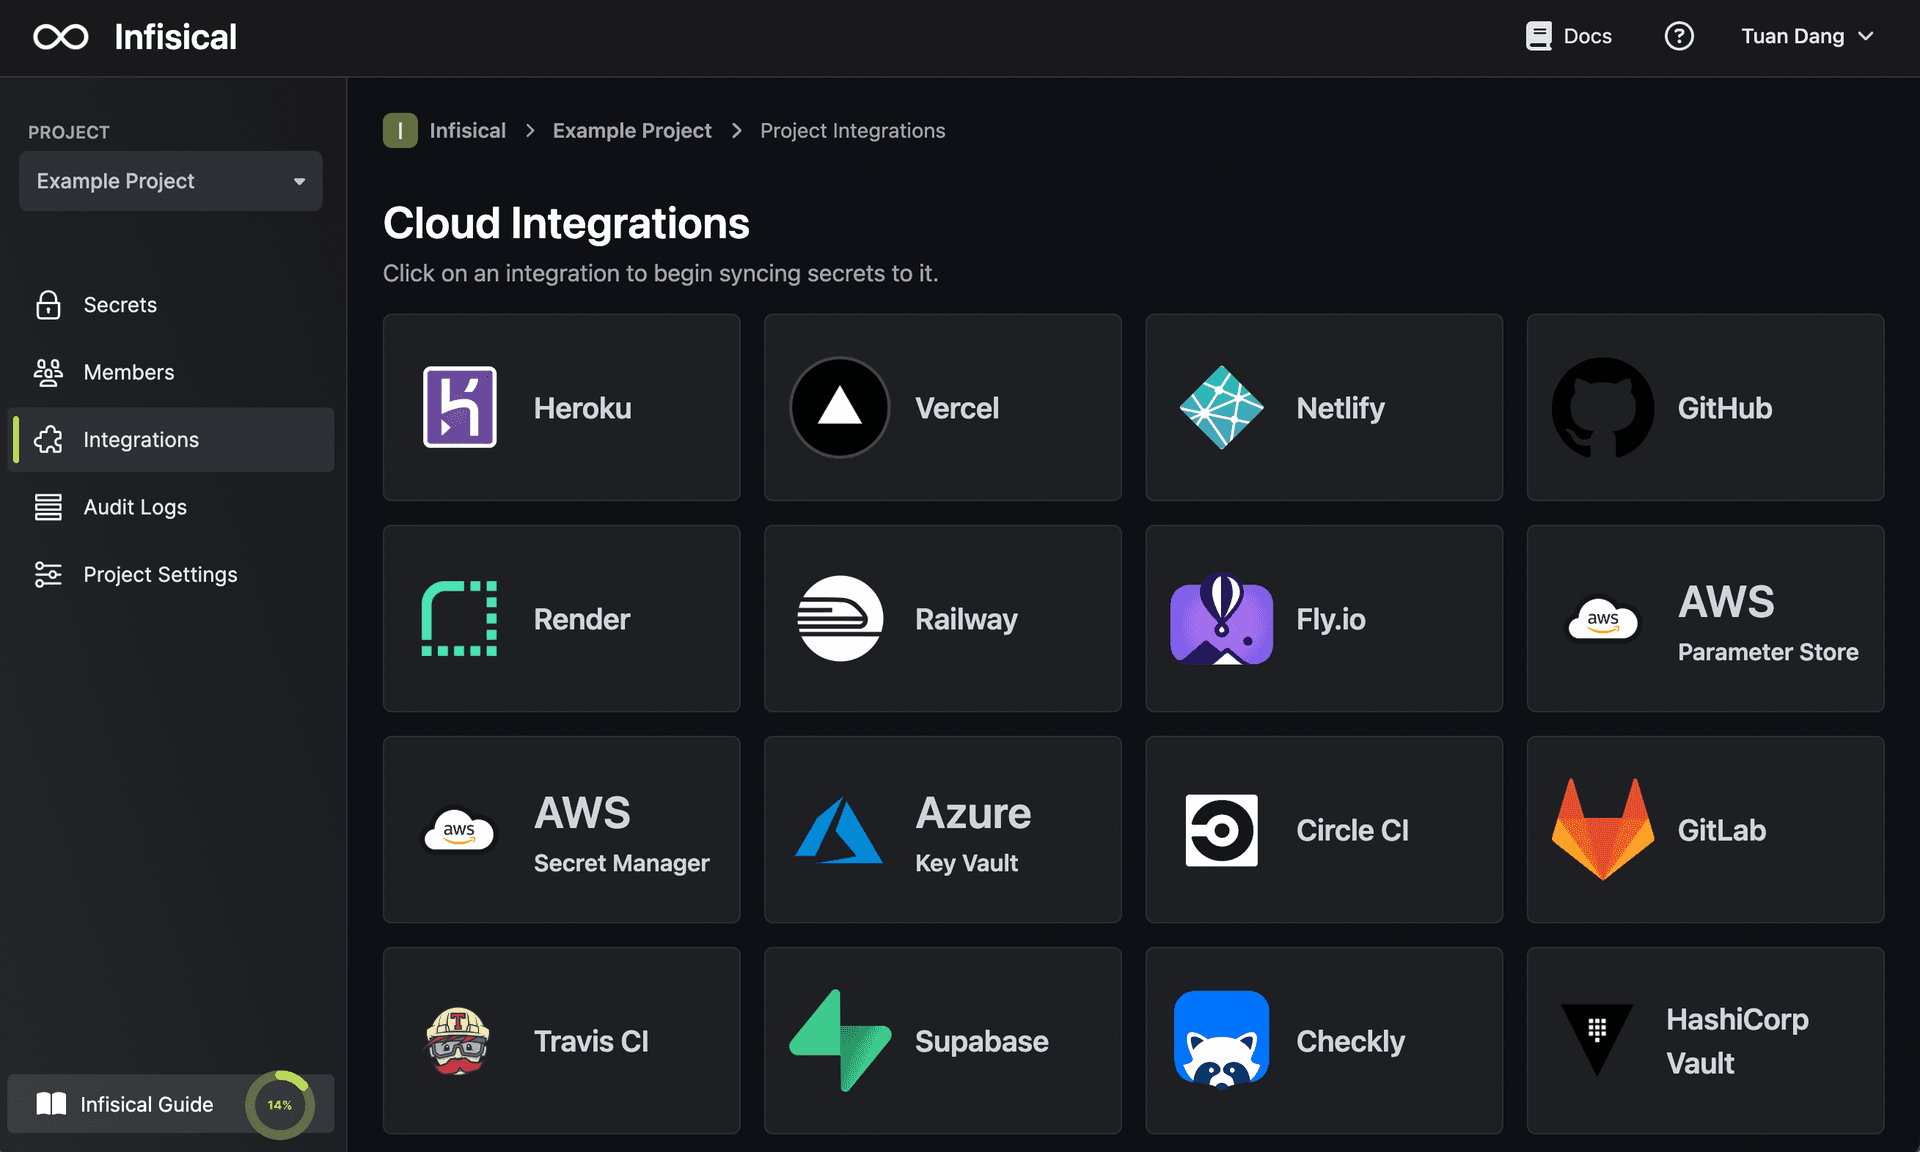 Infisical
Docs
Tuan Dang
PROJECT
Example Project
Secrets
Members
Integrations
Audit Logs
Project Settings
Infisical Guide
14%
I Infisical > Example Project > Project Integrations
Cloud Integrations
Click on an integration to begin syncing secrets to it.
Heroku
Vercel
Netlify
GitHub
Render
Railway
Fly.io
aws
AWS
Parameter Store
aws
AWS
Secret Manager
Azure
Key Vault
Circle CI
GitLab
T
Travis CI
Supabase
Checkly
HashiCorp
Vault